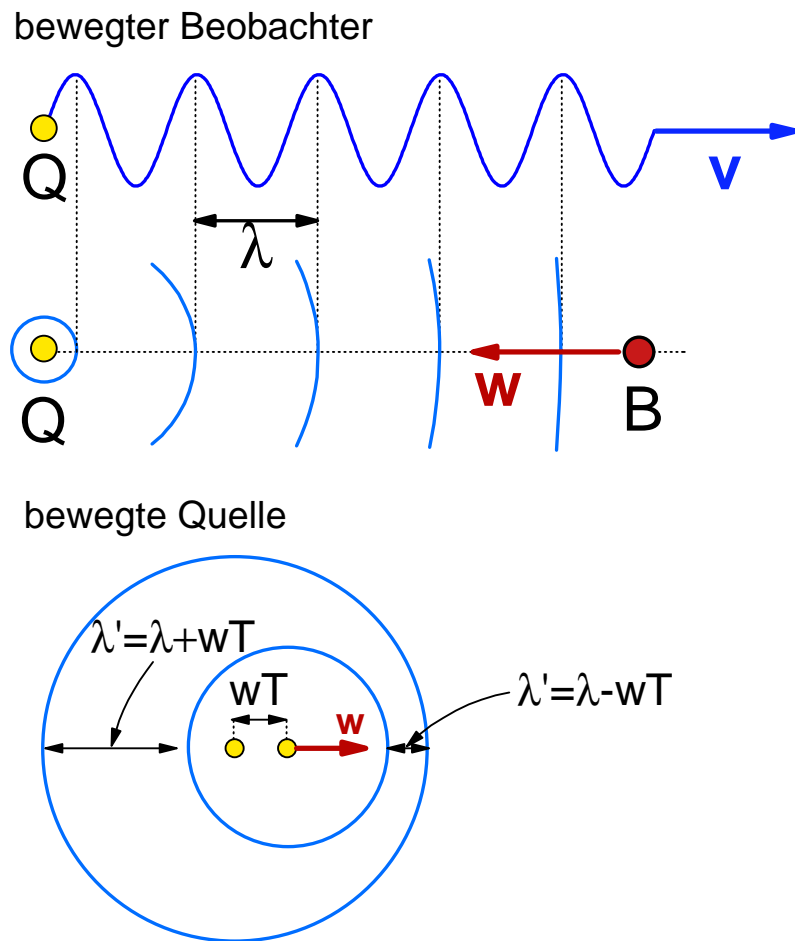 bewegter Beobachter
Q
v
λ
w
Q
B
bewegte Quelle
λ'=λ+wT
wT
λ'=λ-wT
w